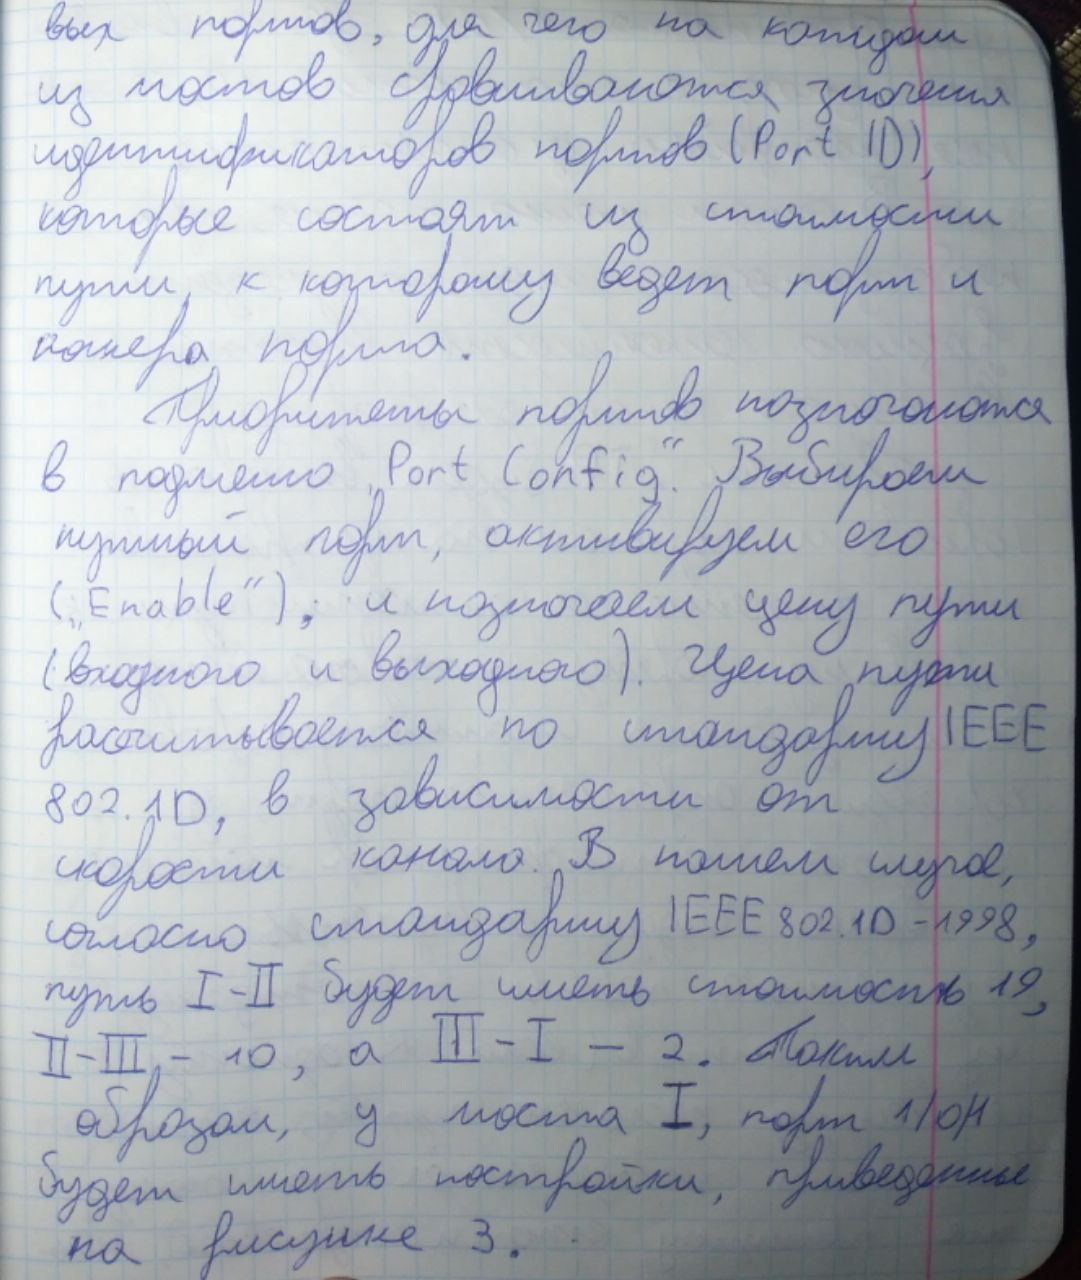 вых портов, для чего на каждом
из мостов сравниваются значения
идентификаторов портов (Port ID),
которые состоят из стоимости
пути, к которому ведет порт и
номера порта.
Приоритеты портов назначаются
в подменю „Port Config“. Выбираем
нужный порт, активируем его
(„Enable“), и назначаем цену пути
(входного и выходного). Цена пути
расчитывается по стандарту IEEE
802.1D, в зависимости от
скорости канала. В нашем случае,
согласно стандарту IEEE 802.1D-1998,
путь I-II будет иметь стоимость 19,
II-III - 10, а III-I — 2. Таким
образом, у моста I, порт 1/0/1
будет иметь настройки, приведенные
на рисунке 3.